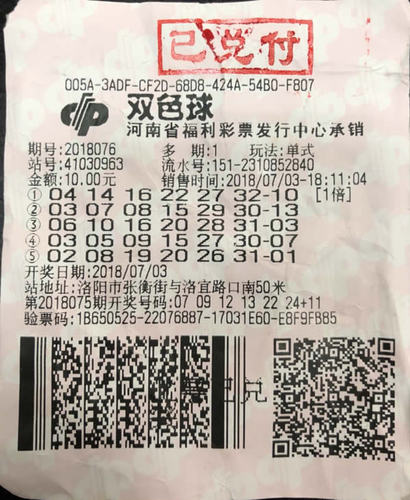 已兑付
005A-3ADF-CF2D-68D8-424A-54B0-F807
双色球
河南省福利彩票发行中心承销
期号:2018076 多 期:1 玩法:单式
站号:41030963 流水号:151-2310852840
金额:10.00元 销售时间:2018/07/03-18:11:04
① 04 14 16 22 27 32-10 [1倍]
② 03 07 08 15 29 30-13
③ 06 10 16 20 28 31-03
④ 03 05 09 15 27 30-07
⑤ 02 08 19 20 26 31-01
开奖日期:2018/07/03
站地址:洛阳市张衡街与洛宜路口南50米
第2018075期开奖号码:07 09 12 13 22 24+11
验票码:1B650525-22076887-17031E60-E8F9FB85